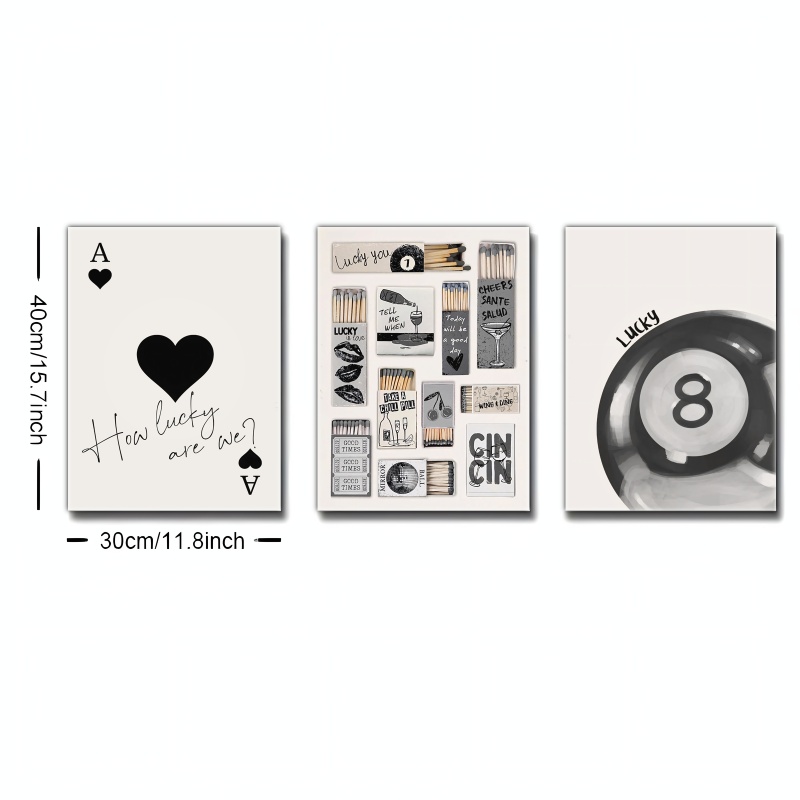 40cm/15.7inch
30cm/11.8inch
A
How lucky
are we?
A
Lucky you
7
CHEERS
SANTE
SALUD
LUCKY
in love
TELL
ME
WHEN
Today
will be
a good
day
TAKE A
CHILL PILL
WINE & DINE
GOOD
TIMES
GOOD
TIMES
GOOD
TIMES
MIRROR
BALL
CIN
CIN
Lucky
8